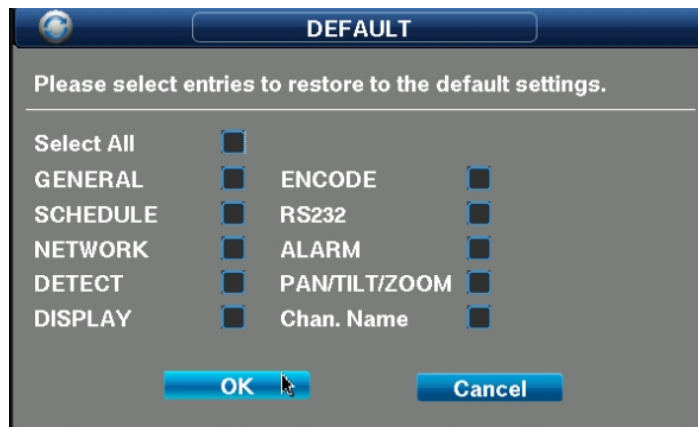 DEFAULT
Please select entries to restore to the default settings.
Select All
GENERAL ENCODE
SCHEDULE RS232
NETWORK ALARM
DETECT PAN/TILT/ZOOM
DISPLAY Chan. Name
OK Cancel